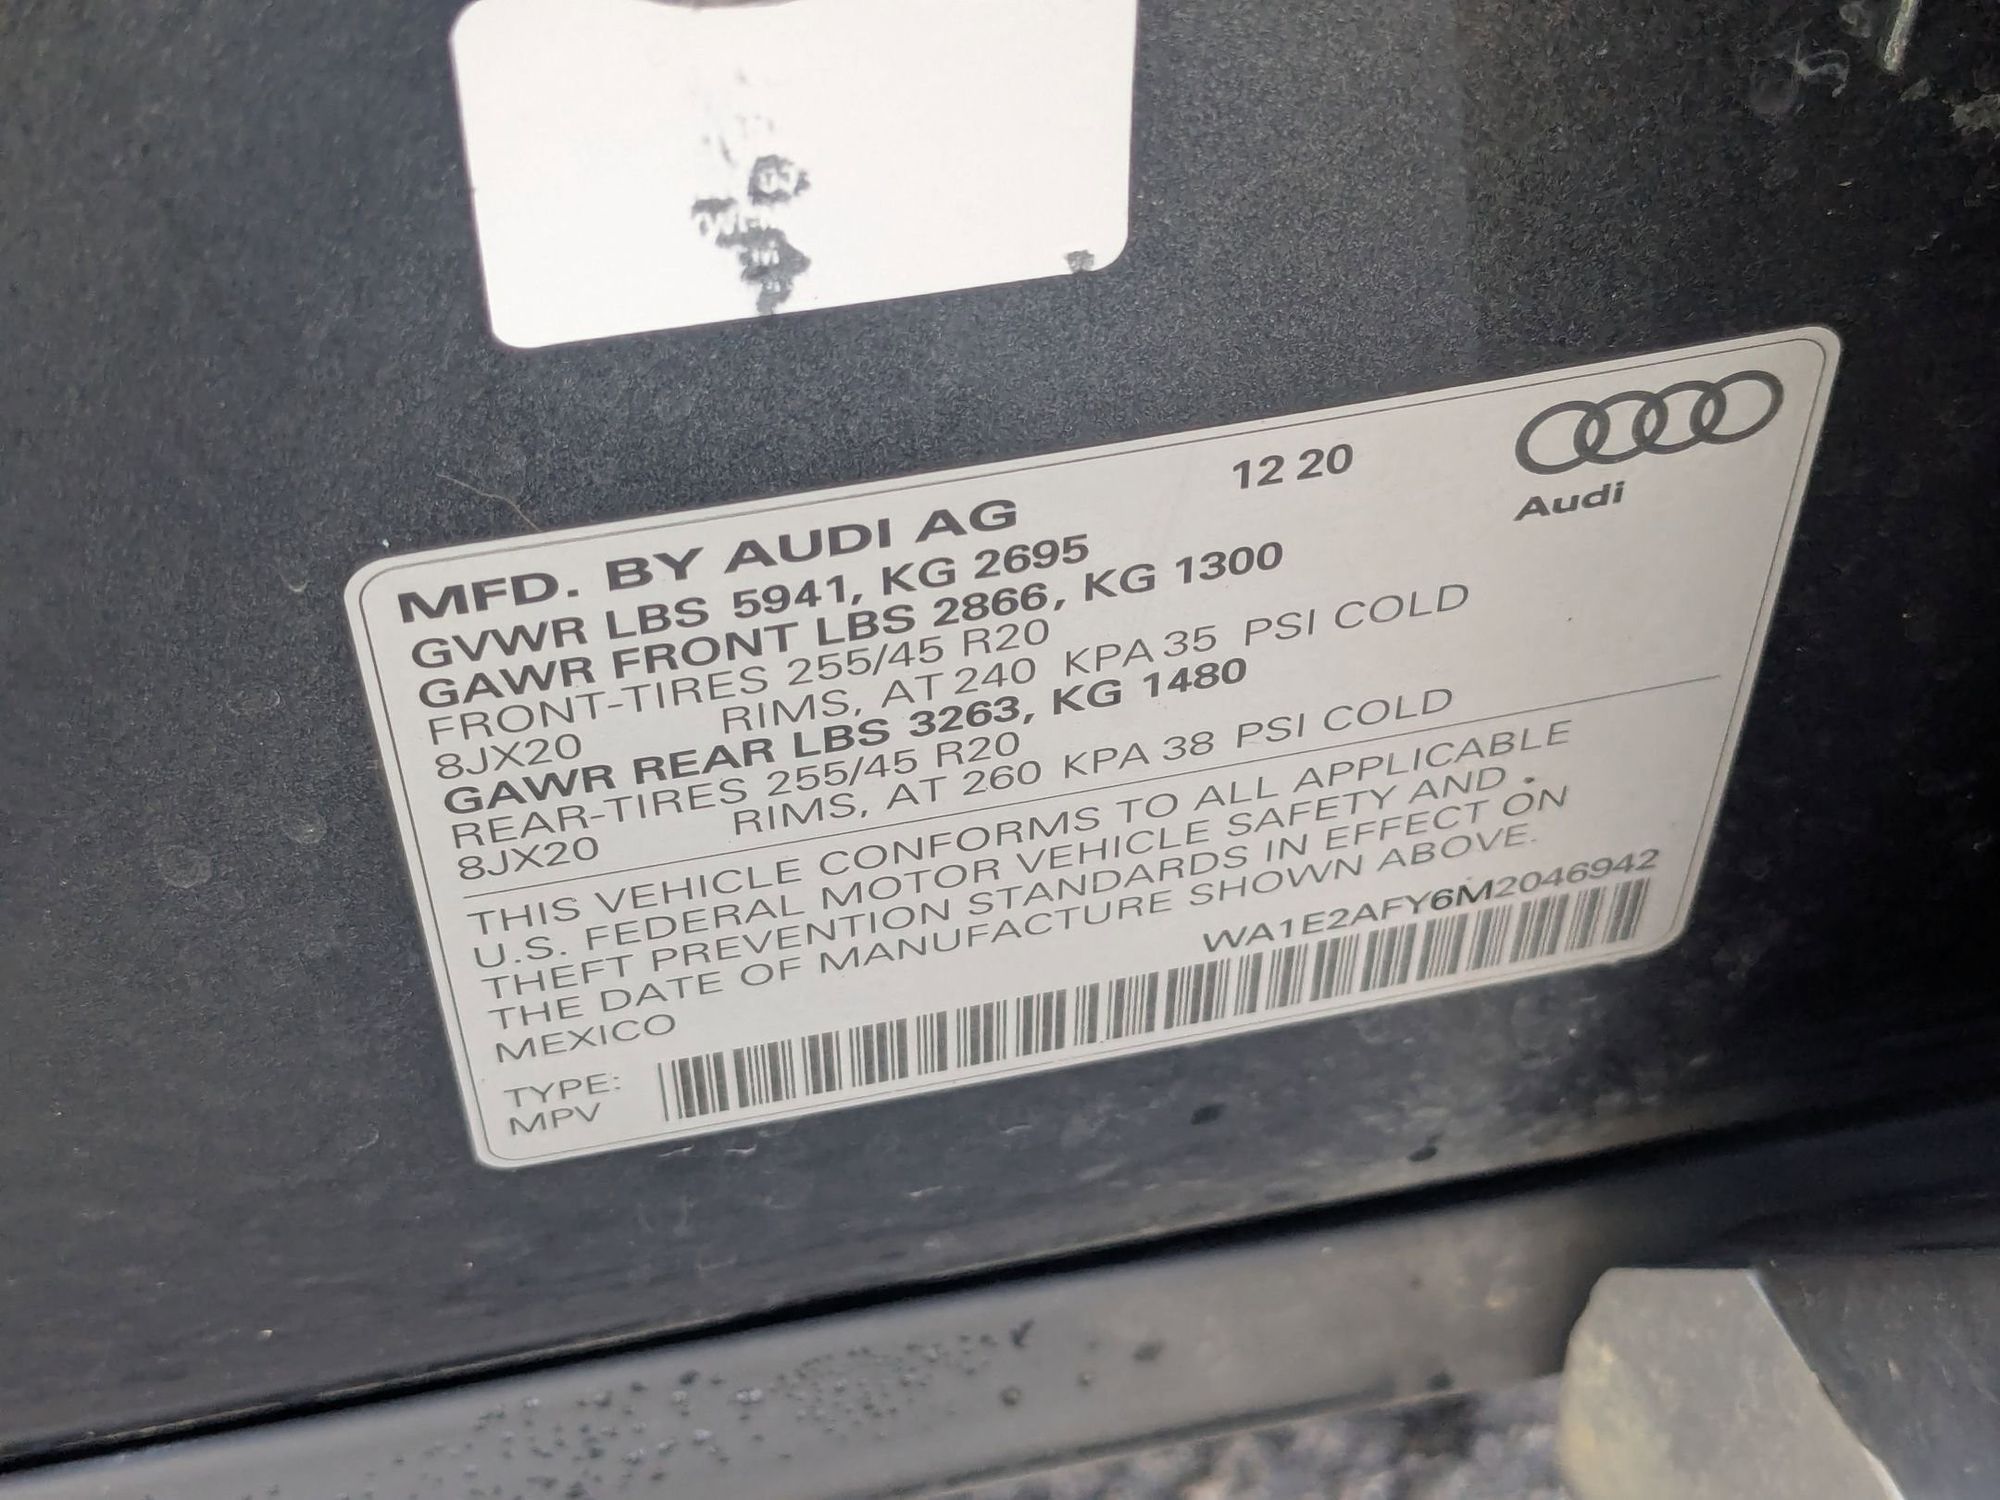 MFD. BY AUDI AG 12 20
Audi
GVWR LBS 5941, KG 2695
GAWR FRONT LBS 2866, KG 1300
FRONT-TIRES 255/45 R20
8JX20 RIMS, AT 240 KPA 35 PSI COLD
GAWR REAR LBS 3263, KG 1480
REAR-TIRES 255/45 R20
8JX20 RIMS, AT 260 KPA 38 PSI COLD
THIS VEHICLE CONFORMS TO ALL APPLICABLE
U.S. FEDERAL MOTOR VEHICLE SAFETY AND
THEFT PREVENTION STANDARDS IN EFFECT ON
THE DATE OF MANUFACTURE SHOWN ABOVE.
MEXICO WA1E2AFY6M2046942
TYPE:
MPV